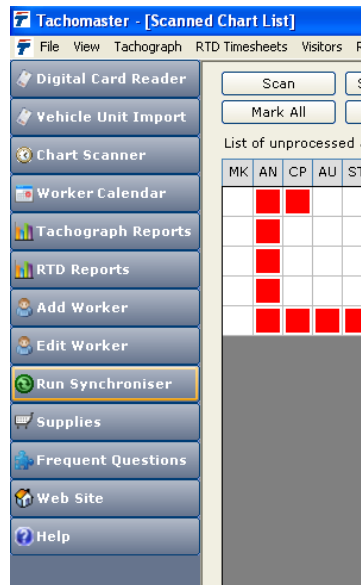 Tachomaster - [Scanned Chart List]
File View Tachograph RTD Timesheets Visitors
Digital Card Reader
Vehicle Unit Import
Chart Scanner
Worker Calendar
Tachograph Reports
RTD Reports
Add Worker
Edit Worker
Run Synchroniser
Supplies
Frequent Questions
Web Site
Help
Scan
Mark All
List of unprocessed
MK AN CP AU ST